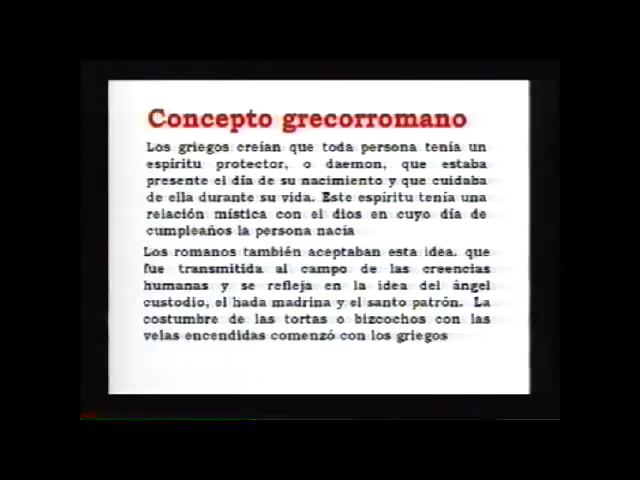 Concepto grecorromano
Los griegos creían que toda persona tenía un
espíritu protector, o daemon, que estaba
presente el día de su nacimiento y que cuidaba
de ella durante su vida. Este espíritu tenía una
relación mística con el dios en cuyo día de
cumpleaños la persona nacía
Los romanos también aceptaban esta idea. que
fue transmitida al campo de las creencias
humanas y se refleja en la idea del ángel
custodio, el hada madrina y el santo patrón. La
costumbre de las tortas o bizcochos con las
velas encendidas comenzó con los griegos